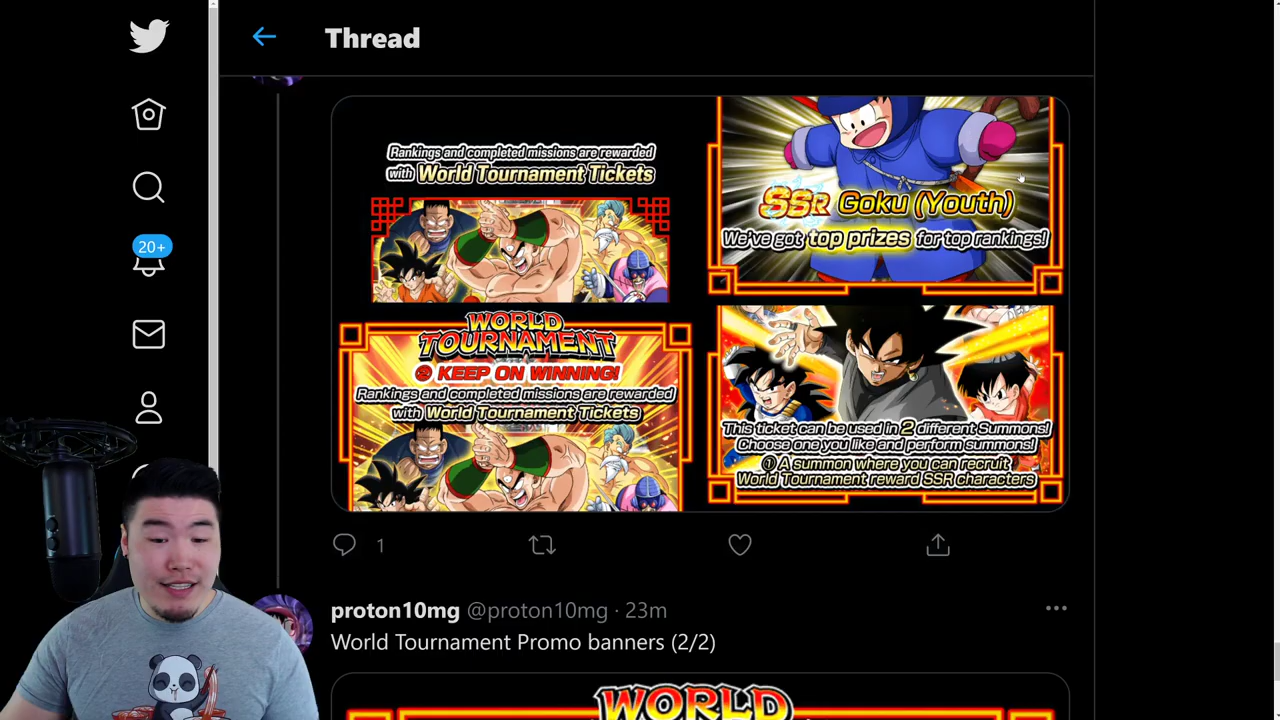 Thread
20+
Rankings and completed missions are rewarded
with World Tournament Tickets
SSR Goku (Youth)
We've got top prizes for top rankings!
WORLD
TOURNAMENT
② KEEP ON WINNING!
Rankings and completed missions are rewarded
with World Tournament Tickets
This ticket can be used in 2 different Summons!
Choose one you like and perform summons!
① A summon where you can recruit
World Tournament reward SSR characters
1
proton10mg @proton10mg · 23m
World Tournament Promo banners (2/2)
WORLD